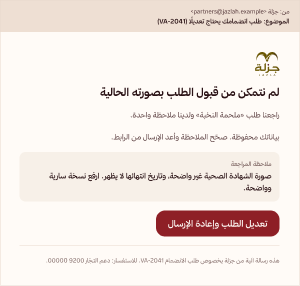 من: جزلة <partners@jazlah.example>
الموضوع: طلب انضمامك يحتاج تعديلًا (VA-2041)
جزلة
لم نتمكن من قبول الطلب بصورته الحالية
راجعنا طلب «ملحمة النخبة» ولدينا ملاحظة واحدة.
بياناتك محفوظة. صحّح الملاحظة وأعد الإرسال من الرابط.
ملاحظة المراجعة
صورة الشهادة الصحية غير واضحة، وتاريخ انتهائها لا يظهر. ارفع نسخة سارية
وواضحة.
تعديل الطلب وإعادة الإرسال
هذه رسالة آلية من جزلة بخصوص طلب الانضمام VA-2041. للاستفسار: دعم التجار 9200 00000.